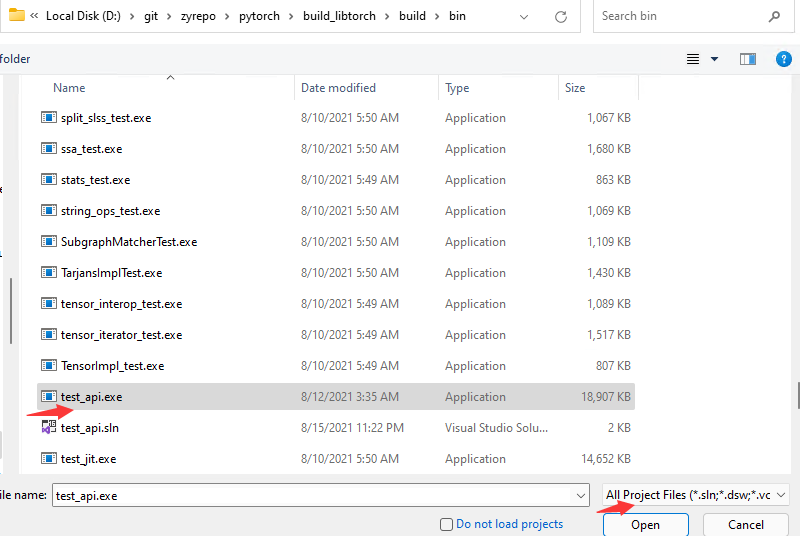 « Local Disk (D:) > git > zyrepo > pytorch > build_libtorch > build > bin
Search bin
folder
?
Name Date modified Type Size
split_slss_test.exe 8/10/2021 5:50 AM Application 1,067 KB
ssa_test.exe 8/10/2021 5:50 AM Application 1,680 KB
stats_test.exe 8/10/2021 5:49 AM Application 863 KB
string_ops_test.exe 8/10/2021 5:50 AM Application 1,069 KB
SubgraphMatcherTest.exe 8/10/2021 5:50 AM Application 1,109 KB
TarjansImplTest.exe 8/10/2021 5:50 AM Application 1,430 KB
tensor_interop_test.exe 8/10/2021 5:49 AM Application 1,089 KB
tensor_iterator_test.exe 8/10/2021 5:49 AM Application 1,517 KB
TensorImpl_test.exe 8/10/2021 5:49 AM Application 807 KB
test_api.exe 8/12/2021 3:35 AM Application 18,907 KB
test_api.sln 8/15/2021 11:22 PM Visual Studio Solu... 2 KB
test_jit.exe 8/10/2021 5:50 AM Application 14,652 KB
ile name: test_api.exe
All Project Files (*.sln;*.dsw;*.vc
Do not load projects
Open
Cancel